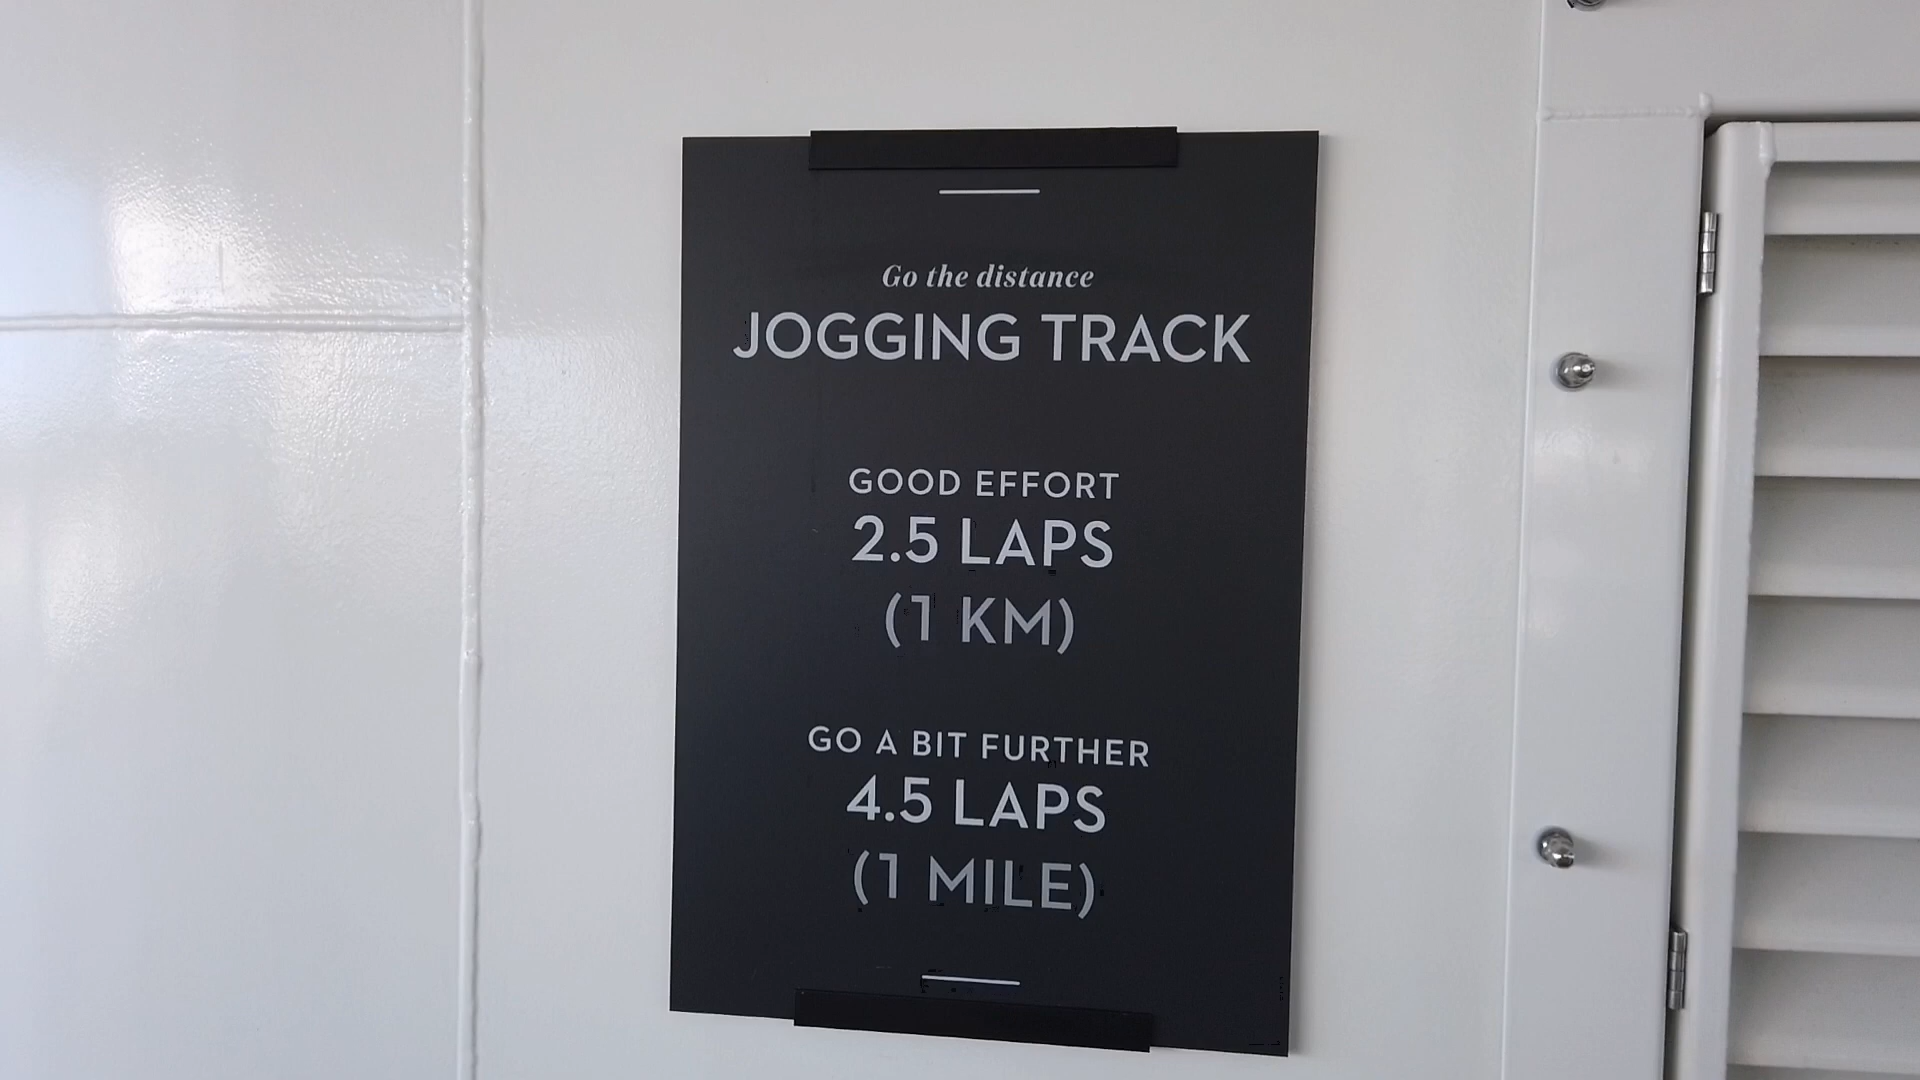 Go the distance
JOGGING TRACK
GOOD EFFORT
2.5 LAPS
(1 KM)
GO A BIT FURTHER
4.5 LAPS
(1 MILE)